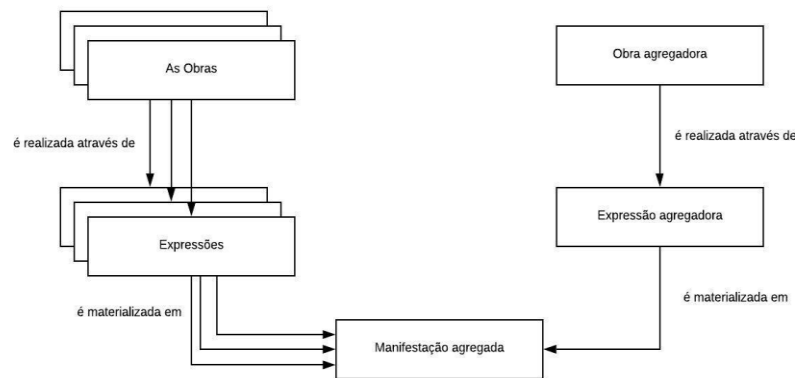 As Obras
Obra agregadora
é realizada através de
é realizada através de
Expressões
Expressão agregadora
é materializada em
é materializada em
Manifestação agregada